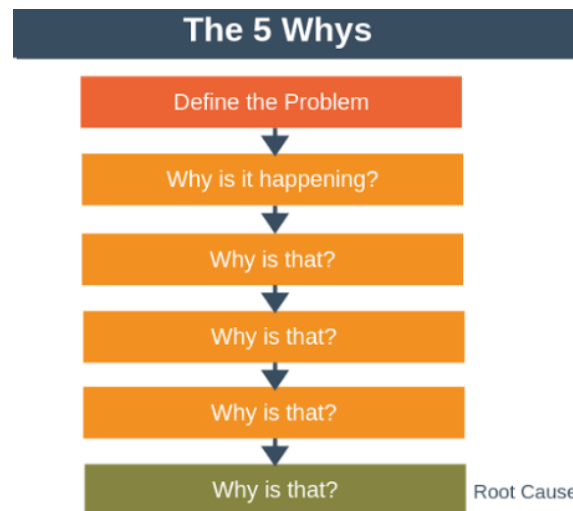 The 5 Whys
Define the Problem
Why is it happening?
Why is that?
Why is that?
Why is that?
Why is that? Root Cause